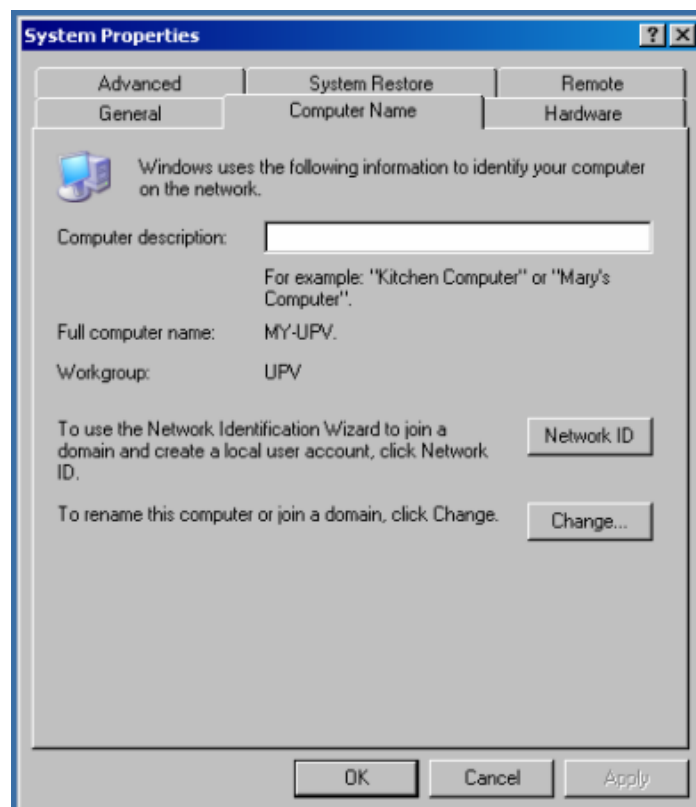 System Properties
Advanced
System Restore
Remote
General
Computer Name
Hardware
Windows uses the following information to identify your computer
on the network.
Computer description:
For example: "Kitchen Computer" or "Mary's
Computer".
Full computer name:
MY-UPV.
Workgroup:
UPV
To use the Network Identification Wizard to join a
domain and create a local user account, click Network
ID.
Network ID
To rename this computer or join a domain, click Change.
Change...
OK
Cancel
Apply